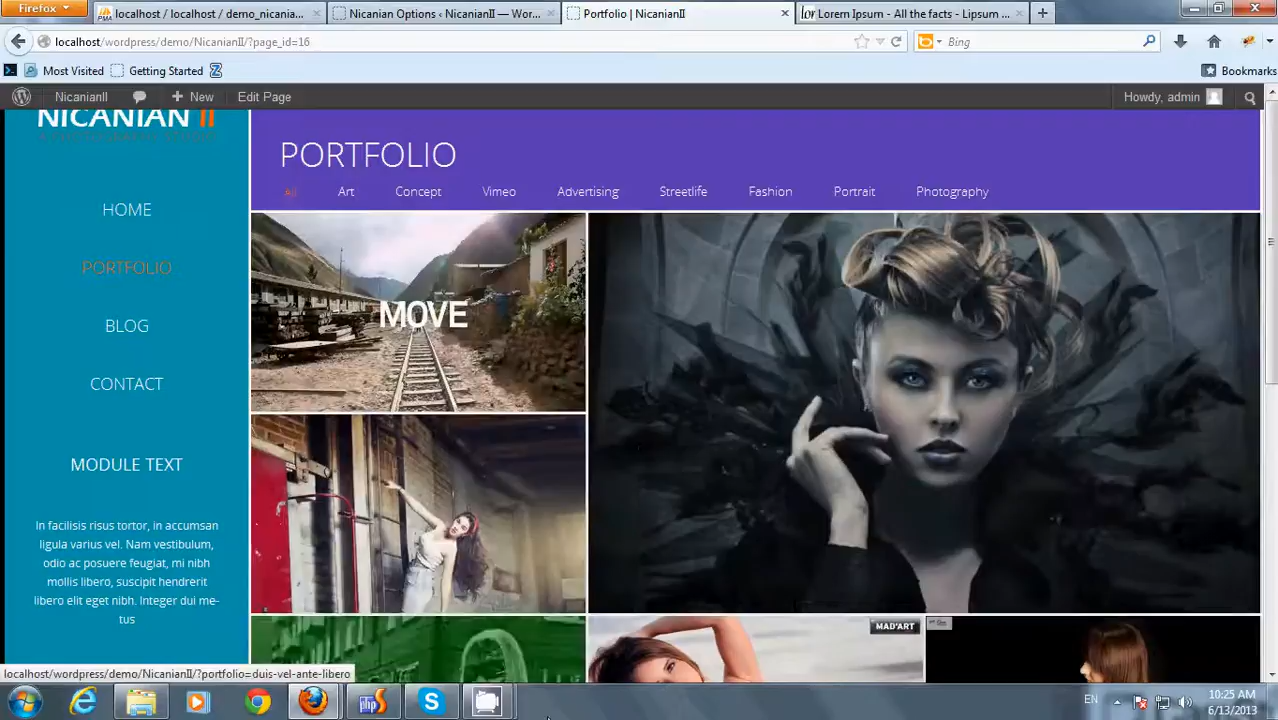 Firefox
localhost / localhost / demo_nicania...
Nicanian Options ‹ NicanianII — Wor...
Portfolio | NicanianII
Lorem Ipsum - All the facts - Lipsum ...
localhost/wordpress/demo/NicanianII/?page_id=16
Bing
Most Visited
Getting Started
Bookmarks
NicanianII
New
Edit Page
Howdy, admin
NICANIAN II
HOME
PORTFOLIO
BLOG
CONTACT
MODULE TEXT
In facilisis risus tortor, in accumsan
ligula varius vel. Nam vestibulum,
odio ac posuere feugiat, mi nibh
mollis libero, suscipit hendrerit
libero elit eget nibh. Integer dui me-
tus
PORTFOLIO
all Art Concept Vimeo Advertising Streetlife Fashion Portrait Photography
MOVE
MAD'ART
localhost/wordpress/demo/NicanianII/?portfolio=duis-vel-ante-libero
EN
10:25 AM
6/13/2013